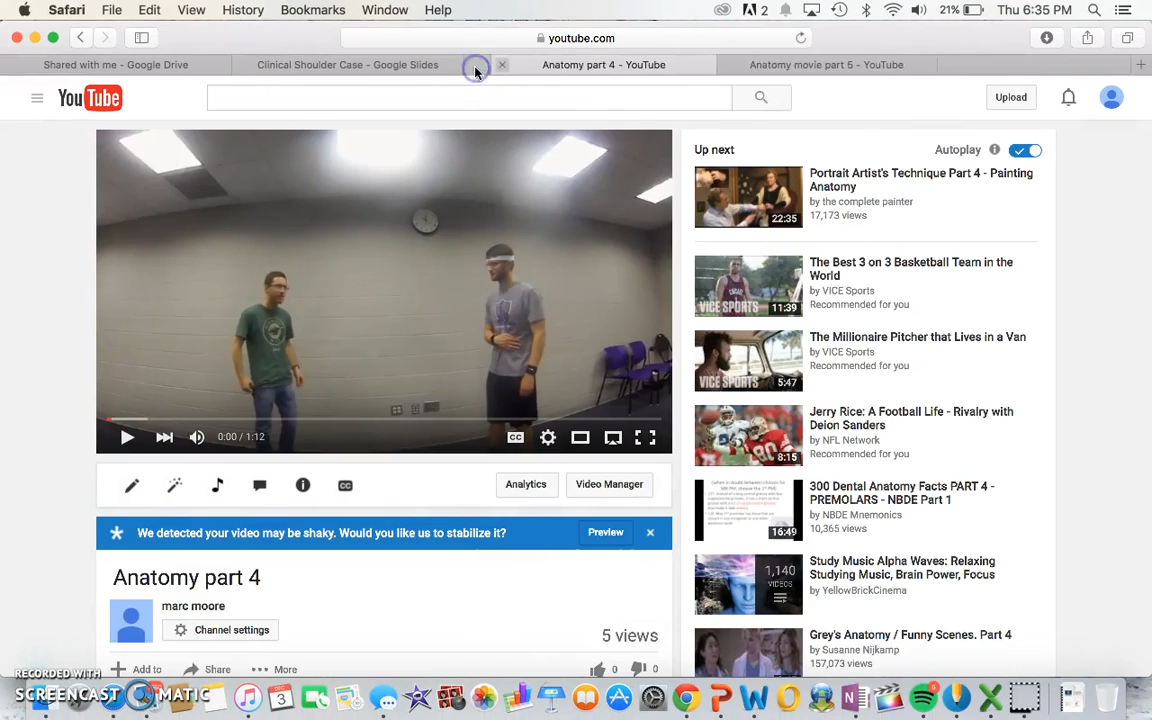 Safari File Edit View History Bookmarks Window Help 2 21% Thu 6:35 PM
youtube.com
Shared with me - Google Drive Clinical Shoulder Case - Google Slides Anatomy part 4 - YouTube Anatomy movie part 5 - YouTube
YouTube Upload
Up next Autoplay
Portrait Artist's Technique Part 4 - Painting
Anatomy
by the complete painter
17,173 views
22:35
The Best 3 on 3 Basketball Team in the
World
by VICE Sports
Recommended for you
VICE SPORTS 11:39
The Millionaire Pitcher that Lives in a Van
by VICE Sports
Recommended for you
VICE SPORTS 5:47
Jerry Rice: A Football Life - Rivalry with
Deion Sanders
by NFL Network
Recommended for you
8:15
300 Dental Anatomy Facts PART 4 -
PREMOLARS - NBDE Part 1
by NBDE Mnemonics
10,365 views
16:49
Study Music Alpha Waves: Relaxing
Studying Music, Brain Power, Focus
by YellowBrickCinema
1,140
VIDEOS
Grey's Anatomy / Funny Scenes. Part 4
by Susanne Nijkamp
157,073 views
0:00 / 1:12 CC
CC Analytics Video Manager
We detected your video may be shaky. Would you like us to stabilize it? Preview
Anatomy part 4
marc moore
Channel settings
5 views
Add to Share More 0 0
RECORDED WITH
SCREENCAST MATIC
DEC
3